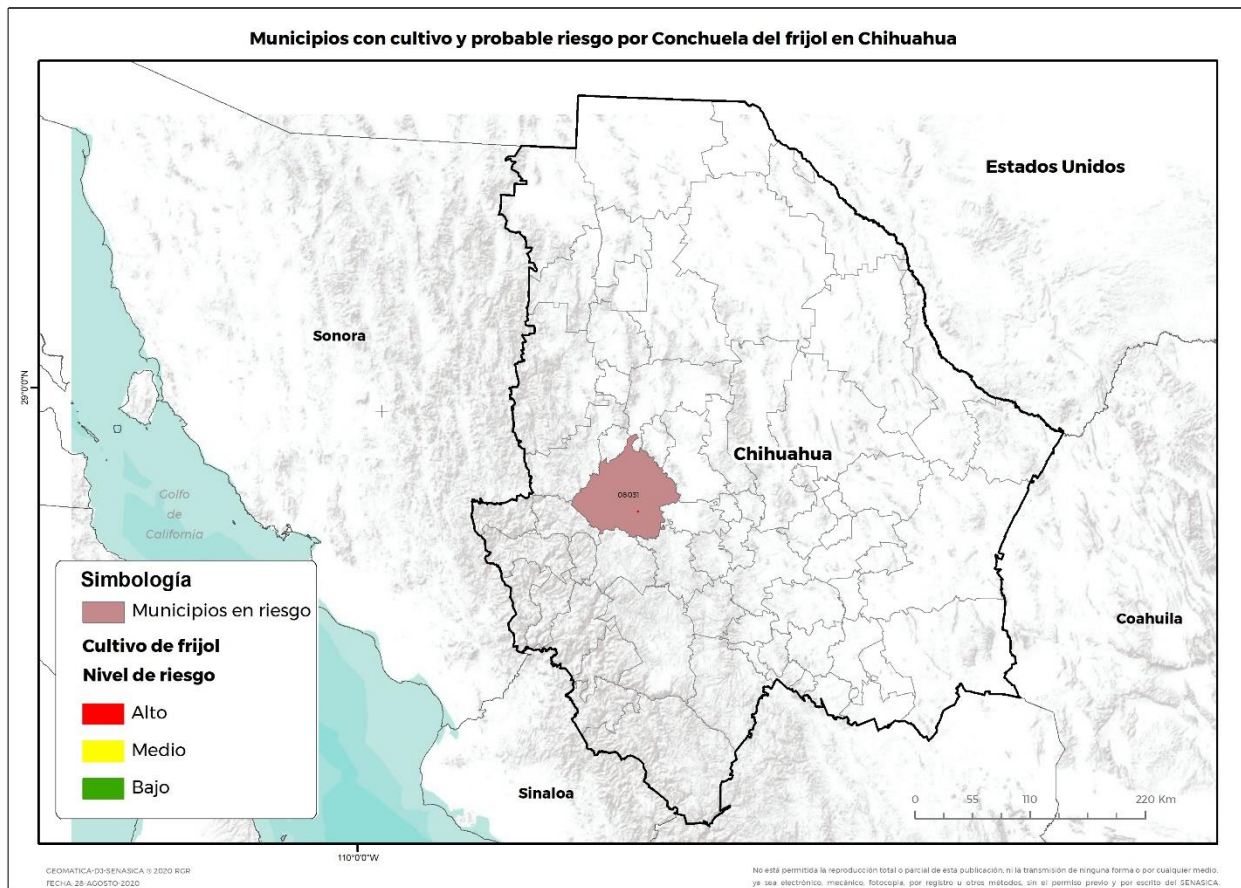 Municipios con cultivo y probable riesgo por Conchuela del frijol en Chihuahua
Estados Unidos
Sonora
29°0'0"N
Chihuahua
08031
Golfo
de
California
Simbología
Municipios en riesgo
Cultivo de frijol
Nivel de riesgo
Alto
Medio
Bajo
Coahuila
Sinaloa
0 55 110 220 Km
110°0'0"W
GEOMATICA-DJ-SENASICA © 2020 RGR
FECHA: 28-AGOSTO-2020
No está permitida la reproducción total o parcial de esta publicación, ni la transmisión de ninguna forma o por cualquier medio,
ya sea electrónico, mecánico, fotocopia, por registro u otros métodos, sin el permiso previo y por escrito del SENASICA.